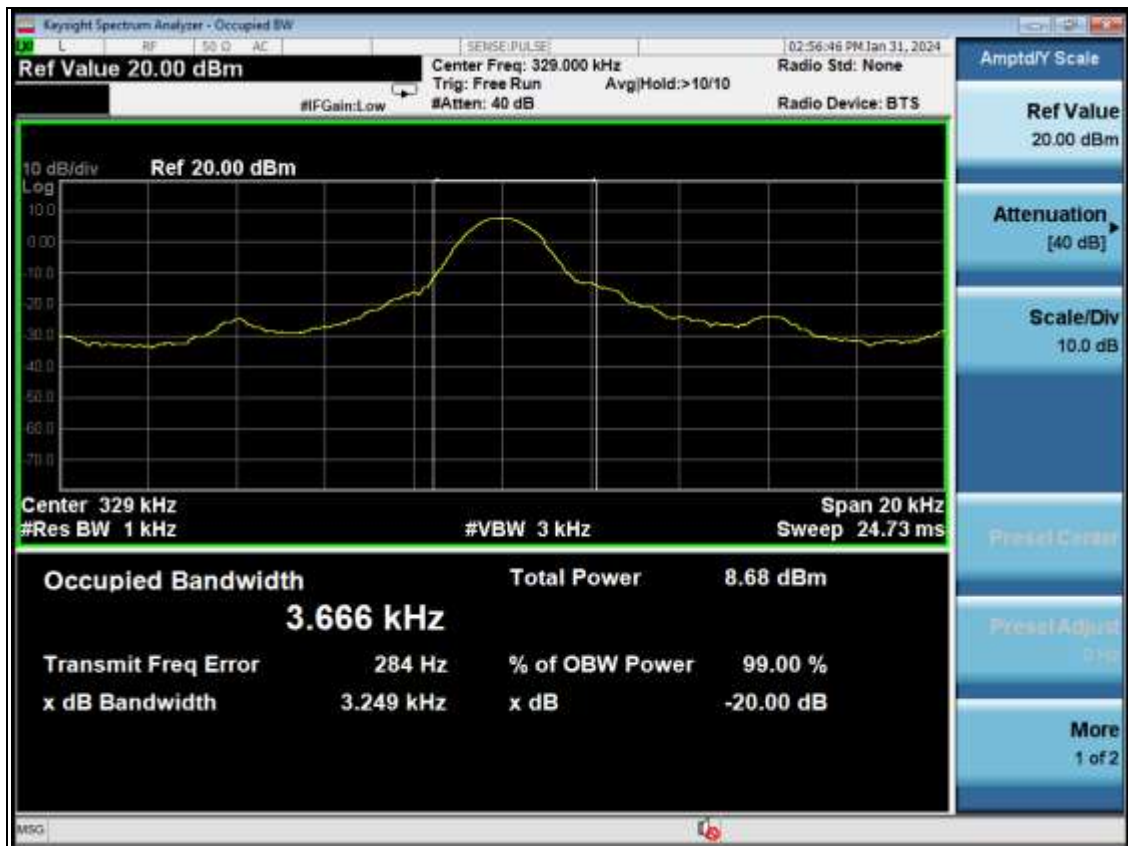 Keysight Spectrum Analyzer - Occupied BW
LXI L RF 50 Ω AC SENSE:PULSE 02:56:46 PM Jan 31, 2024
Ref Value 20.00 dBm Center Freq: 329.000 kHz Radio Std: None
Trig: Free Run Avg|Hold:>10/10
#IFGain:Low #Atten: 40 dB Radio Device: BTS
10 dB/div Ref 20.00 dBm
Log
10.0
0.00
-10.0
-20.0
-30.0
-40.0
-50.0
-60.0
-70.0
Center 329 kHz Span 20 kHz
#Res BW 1 kHz #VBW 3 kHz Sweep 24.73 ms
Occupied Bandwidth Total Power 8.68 dBm
3.666 kHz
Transmit Freq Error 284 Hz % of OBW Power 99.00 %
x dB Bandwidth 3.249 kHz x dB -20.00 dB
MSG
Amptd/Y Scale
Ref Value
20.00 dBm
Attenuation
[40 dB]
Scale/Div
10.0 dB
Presel Center
Presel Adjust
0 Hz
More
1 of 2